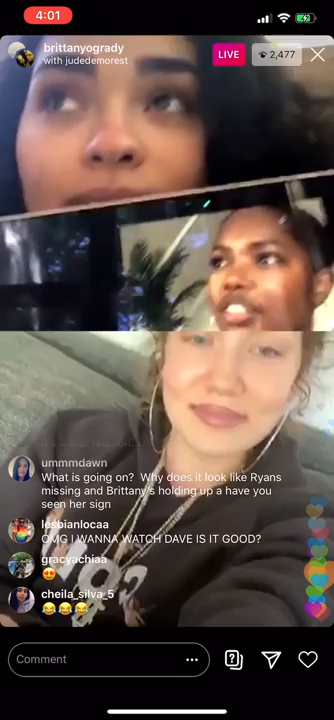 4:01
brittanyogrady
with judedemorest
LIVE
2,477
ummmdawn
What is going on?  Why does it look like Ryans
missing and Brittany's holding up a have you
seen her sign
lesbianlocaa
OMG I WANNA WATCH DAVE IS IT GOOD?
gracyachiaa
😍
cheila_silva_5
😂😂😂
Comment